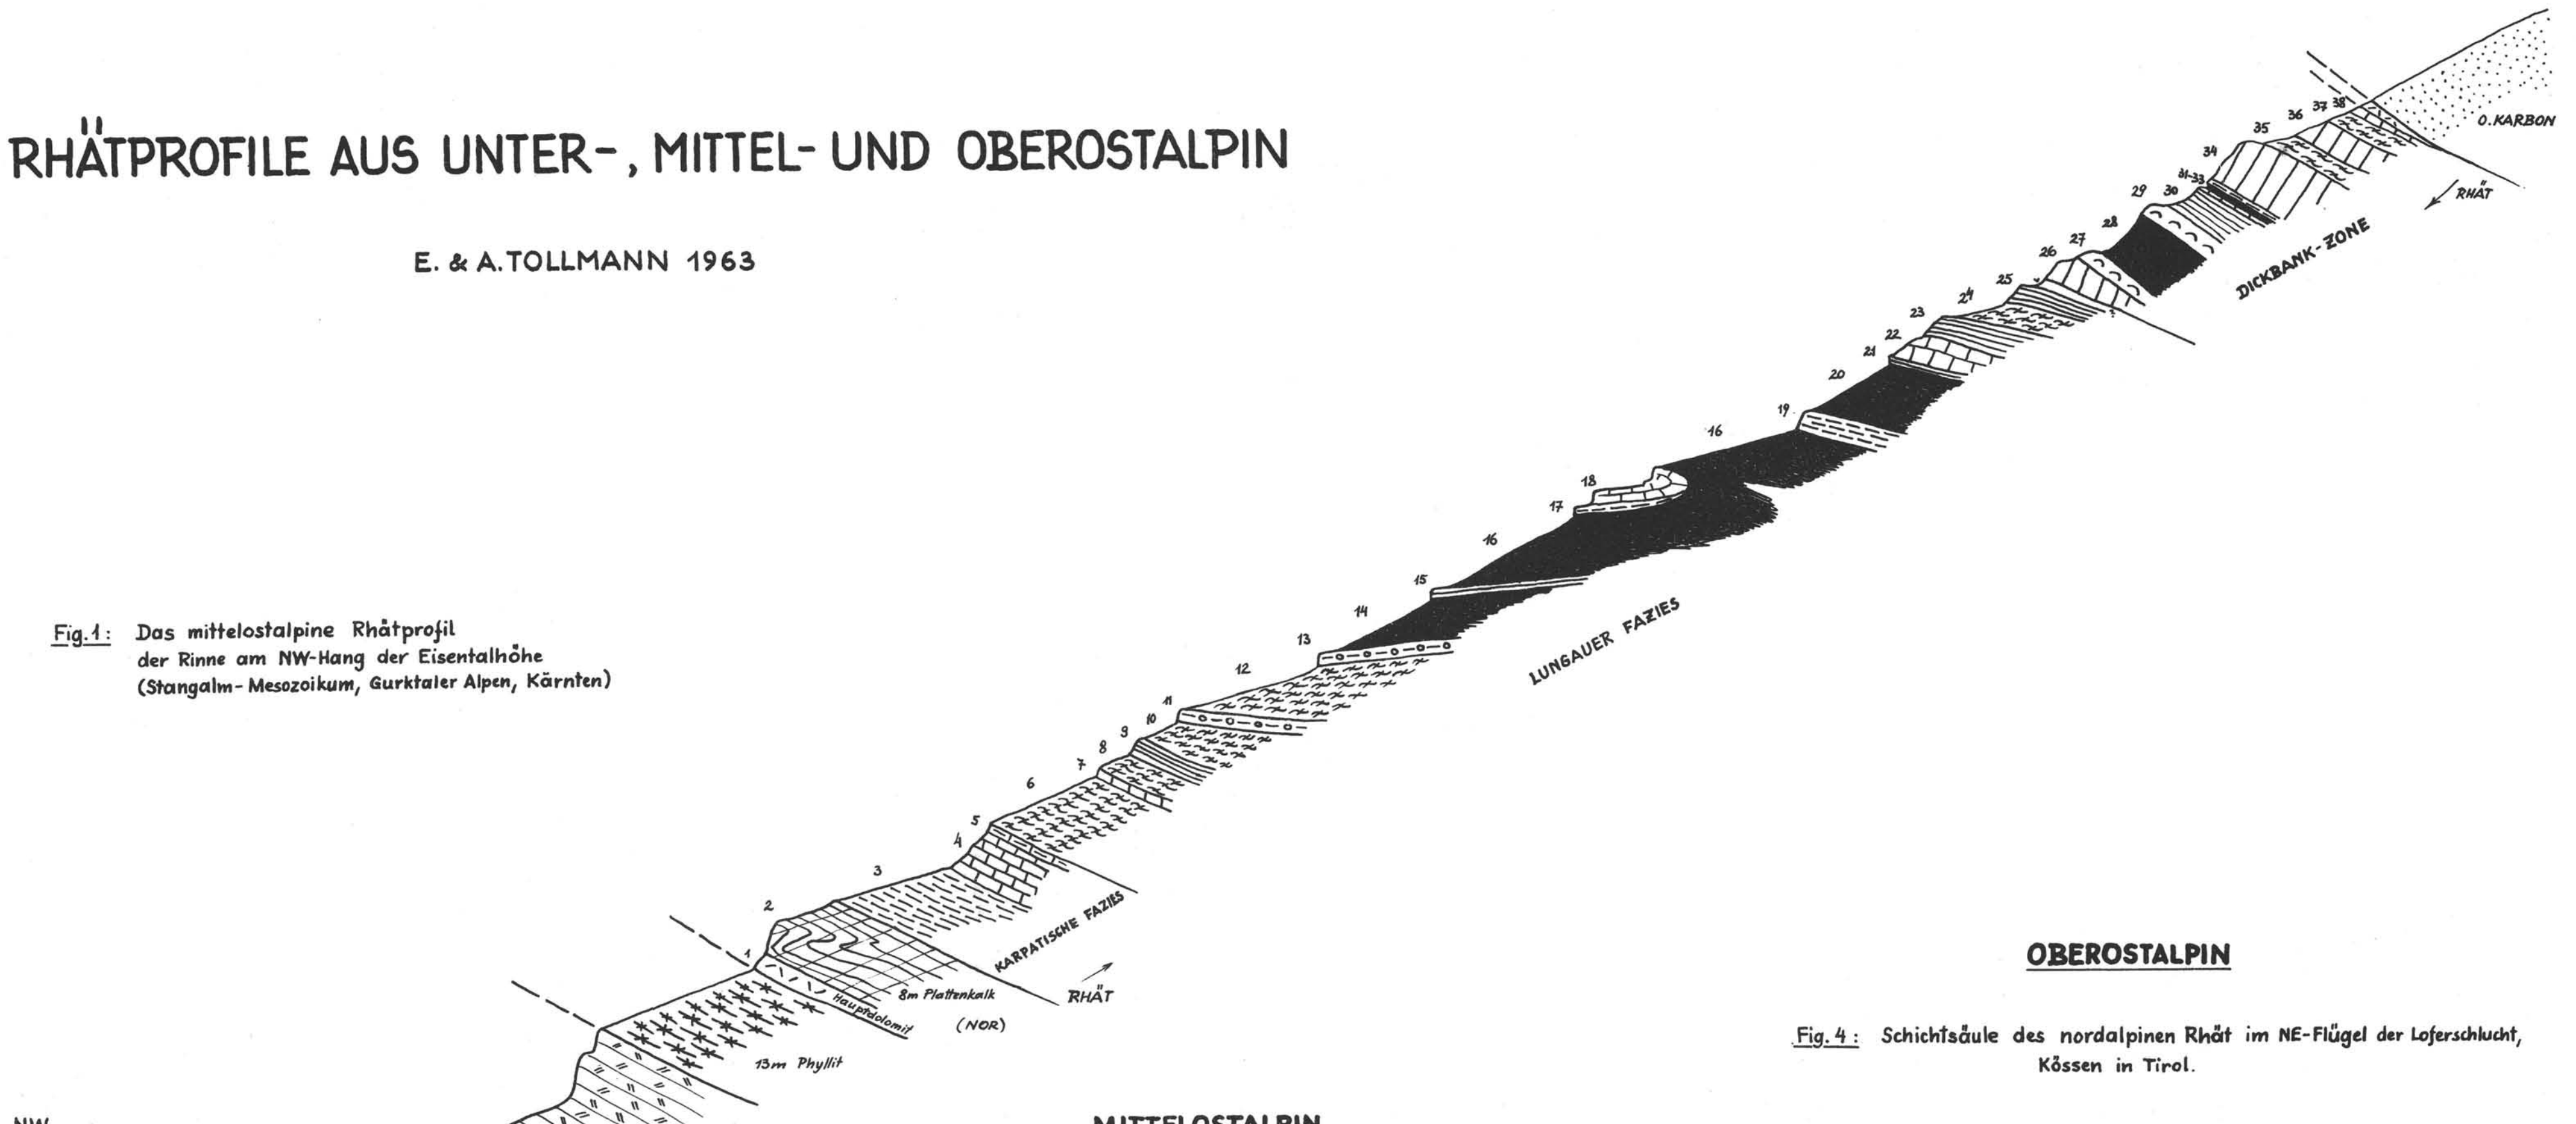 RHÄTPROFILE AUS UNTER-, MITTEL- UND OBEROSTALPIN
E. & A. TOLLMANN 1963
Fig. 1: Das mittelostalpine Rhätprofil
der Rinne am NW-Hang der Eisentalhöhe
(Stangalm-Mesozoikum, Gurktaler Alpen, Kärnten)
O. KARBON
RHÄT
DICKBANK-ZONE
38
37
36
35
34
31-33
30
29
28
27
26
25
24
23
22
21
20
19
16
18
17
16
15
14
13
12
11
10
9
8
7
6
5
4
3
2
1
LUNGAUER FAZIES
KARPATISCHE FAZIES
RHÄT
8m Plattenkalk
(NOR)
Hauptdolomit
13m Phyllit
OBEROSTALPIN
Fig. 4: Schichtsäule des nordalpinen Rhät im NE-Flügel der Loferschlucht,
Kössen in Tirol.
NW
MITTELOSTALPIN